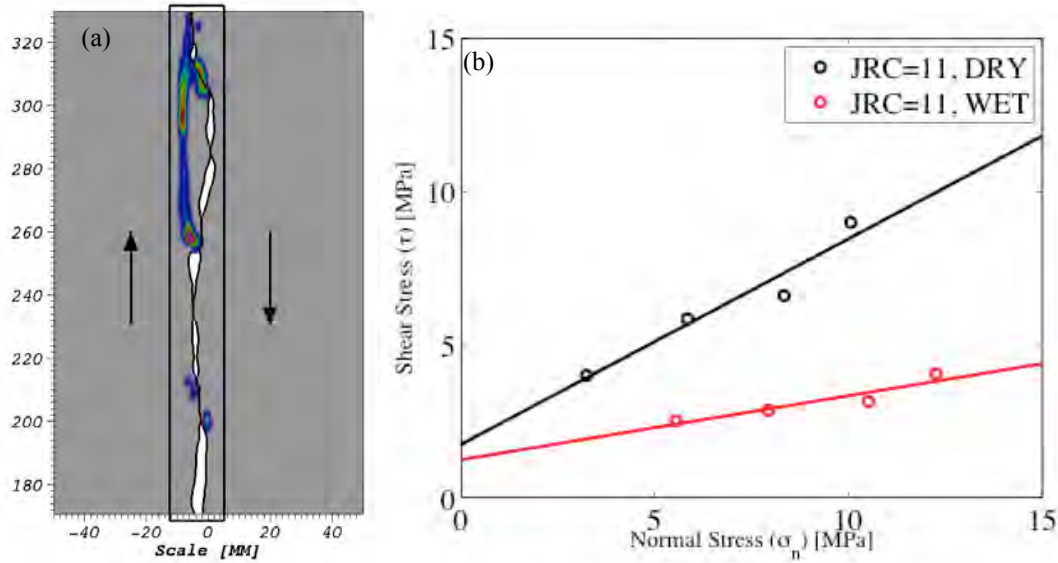 (a)
320
300
280
260
240
220
200
180
−40 −20 0 20 40
Scale [MM]
(b)
JRC=11, DRY
JRC=11, WET
15
10
5
0
Shear Stress (τ) [MPa]
0 5 10 15
Normal Stress (σn) [MPa]